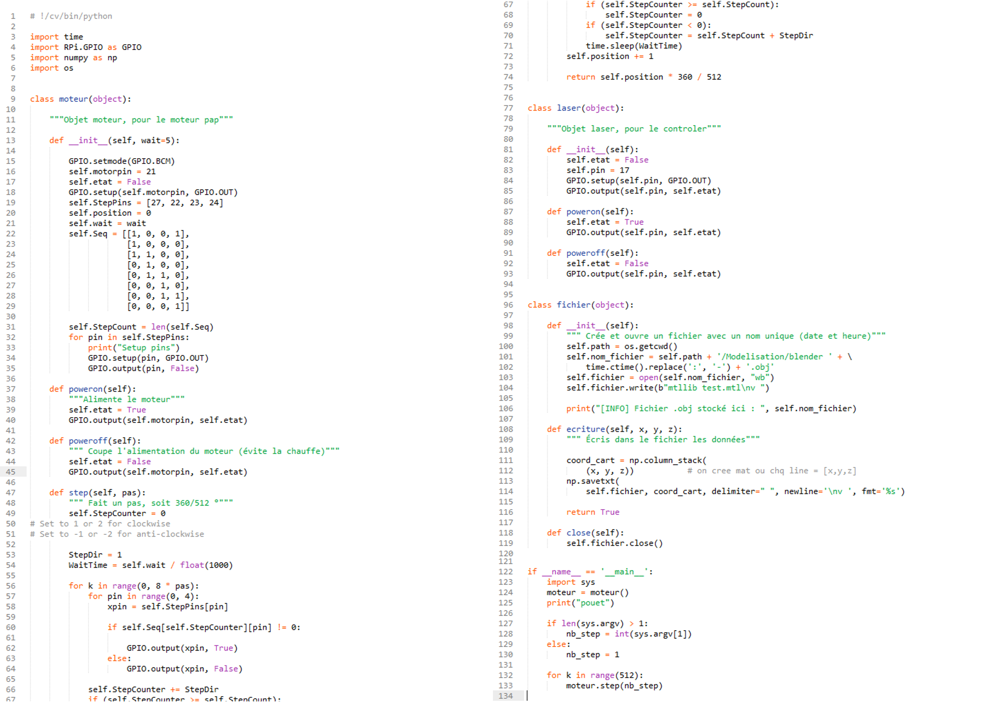 1 # !/cv/bin/python
2
3 import time
4 import RPi.GPIO as GPIO
5 import numpy as np
6 import os
7
8
9 class moteur(object):
10
11     """Objet moteur, pour le moteur pap"""
12
13     def __init__(self, wait=5):
14
15         GPIO.setmode(GPIO.BCM)
16         self.motorpin = 21
17         self.etat = False
18         GPIO.setup(self.motorpin, GPIO.OUT)
19         self.StepPins = [27, 22, 23, 24]
20         self.position = 0
21         self.wait = wait
22         self.Seq = [[1, 0, 0, 1],
23                     [1, 0, 0, 0],
24                     [1, 1, 0, 0],
25                     [0, 1, 0, 0],
26                     [0, 1, 1, 0],
27                     [0, 0, 1, 0],
28                     [0, 0, 1, 1],
29                     [0, 0, 0, 1]]
30
31         self.StepCount = len(self.Seq)
32         for pin in self.StepPins:
33             print("Setup pins")
34             GPIO.setup(pin, GPIO.OUT)
35             GPIO.output(pin, False)
36
37     def poweron(self):
38         """Alimente le moteur"""
39         self.etat = True
40         GPIO.output(self.motorpin, self.etat)
41
42     def poweroff(self):
43         """ Coupe l'alimentation du moteur (évite la chauffe)"""
44         self.etat = False
45         GPIO.output(self.motorpin, self.etat)
46
47     def step(self, pas):
48         """ Fait un pas, soit 360/512 °"""
49         self.StepCounter = 0
50 # Set to 1 or 2 for clockwise
51 # Set to -1 or -2 for anti-clockwise
52
53         StepDir = 1
54         WaitTime = self.wait / float(1000)
55
56         for k in range(0, 8 * pas):
57             for pin in range(0, 4):
58                 xpin = self.StepPins[pin]
59
60                 if self.Seq[self.StepCounter][pin] != 0:
61
62                     GPIO.output(xpin, True)
63                 else:
64                     GPIO.output(xpin, False)
65
66             self.StepCounter += StepDir
67             if (self.StepCounter >= self.StepCount):
67             if (self.StepCounter >= self.StepCount):
68                 self.StepCounter = 0
69             if (self.StepCounter < 0):
70                 self.StepCounter = self.StepCount + StepDir
71             time.sleep(WaitTime)
72         self.position += 1
73
74         return self.position * 360 / 512
75
76
77 class laser(object):
78
79     """Objet laser, pour le controler"""
80
81     def __init__(self):
82         self.etat = False
83         self.pin = 17
84         GPIO.setup(self.pin, GPIO.OUT)
85         GPIO.output(self.pin, self.etat)
86
87     def poweron(self):
88         self.etat = True
89         GPIO.output(self.pin, self.etat)
90
91     def poweroff(self):
92         self.etat = False
93         GPIO.output(self.pin, self.etat)
94
95
96 class fichier(object):
97
98     def __init__(self):
99         """ Crée et ouvre un fichier avec un nom unique (date et heure)"""
100         self.path = os.getcwd()
101         self.nom_fichier = self.path + '/Modelisation/blender ' + \
102             time.ctime().replace(':', '-') + '.obj'
103         self.fichier = open(self.nom_fichier, "wb")
104         self.fichier.write(b"mtllib test.mtl\nv ")
105
106         print("[INFO] Fichier .obj stocké ici : ", self.nom_fichier)
107
108     def ecriture(self, x, y, z):
109         """ Écris dans le fichier les données"""
110
111         coord_cart = np.column_stack(
112             (x, y, z))           # on cree mat ou chq line = [x,y,z]
113         np.savetxt(
114             self.fichier, coord_cart, delimiter=" ", newline='\nv ', fmt='%s')
115
116         return True
117
118     def close(self):
119         self.fichier.close()
120
121
122 if __name__ == '__main__':
123     import sys
124     moteur = moteur()
125     print("pouet")
126
127     if len(sys.argv) > 1:
128         nb_step = int(sys.argv[1])
129     else:
130         nb_step = 1
131
132     for k in range(512):
133         moteur.step(nb_step)
134